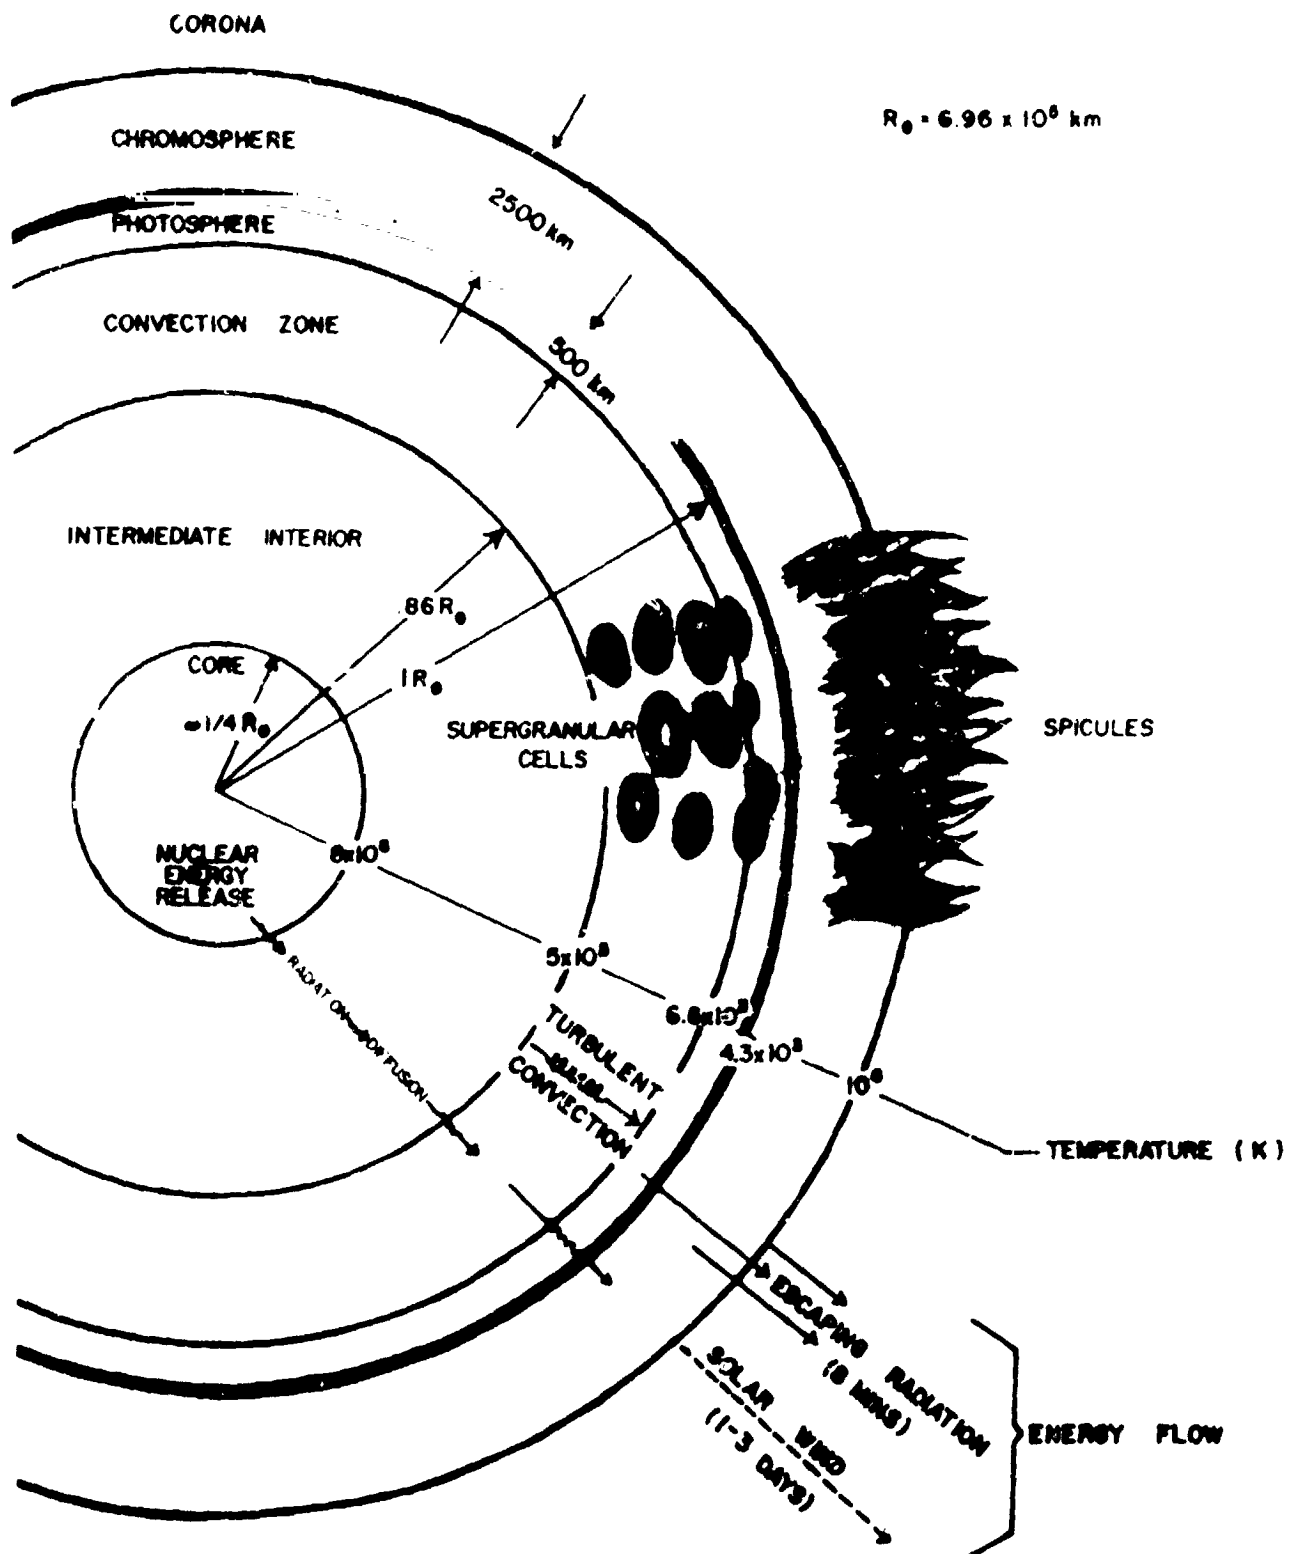 CORONA
R⊙ = 6.96 x 10⁵ km
CHROMOSPHERE
2500 km
PHOTOSPHERE
CONVECTION ZONE
500 km
INTERMEDIATE INTERIOR
.86 R⊙
1 R⊙
CORE
≈1/4 R⊙
SUPERGRANULAR
CELLS
SPICULES
NUCLEAR
ENERGY
RELEASE
8x10⁶
5x10⁵
4.3x10³
10⁶
TEMPERATURE (K)
TURBULENT
CONVECTION
ESCAPING RADIATION
(8 MINS)
SOLAR WIND
(1-3 DAYS)
ENERGY FLOW